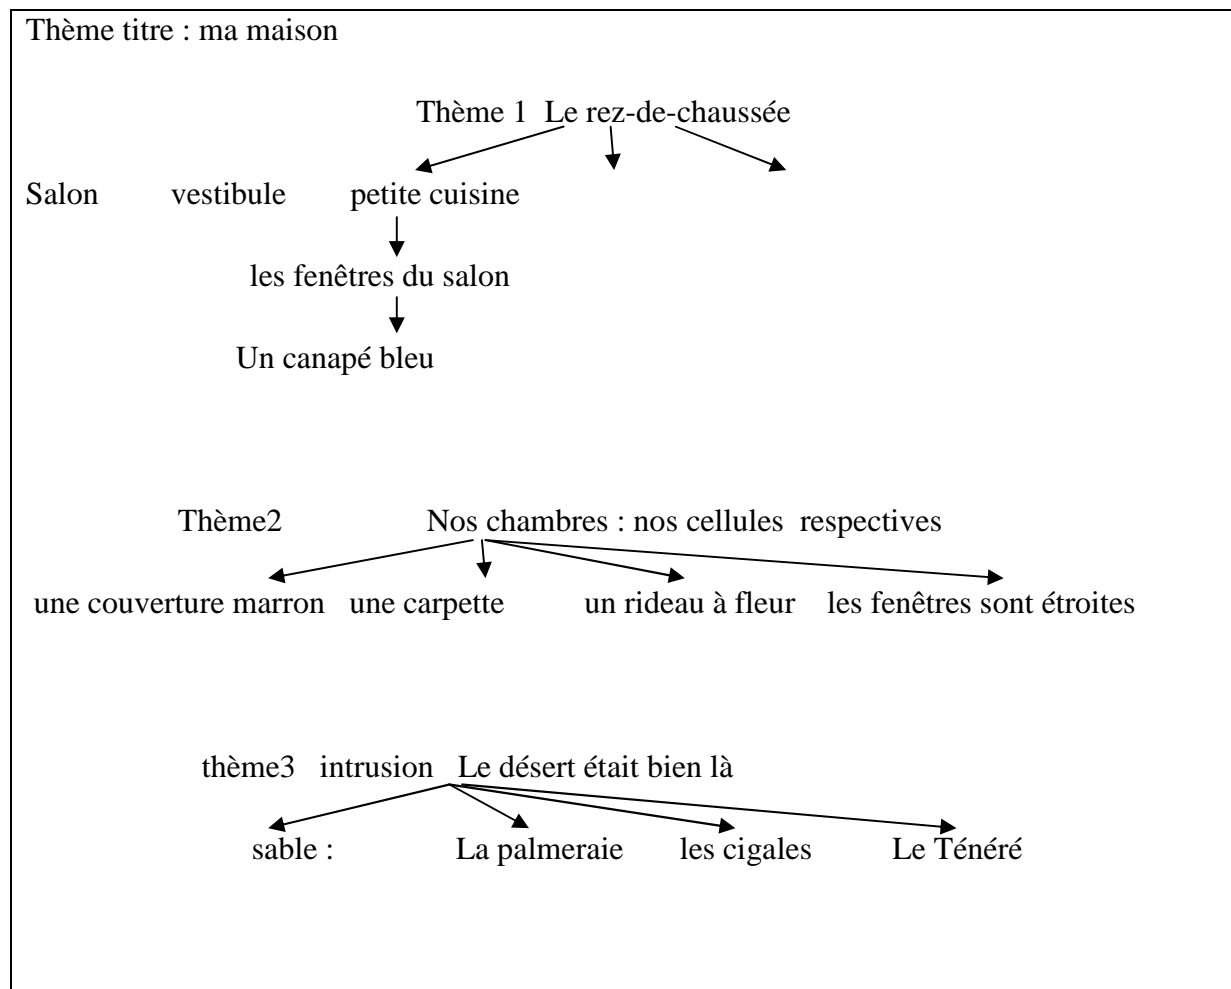 Thème titre : ma maison
Thème 1 Le rez-de-chaussée
Salon vestibule petite cuisine
les fenêtres du salon
Un canapé bleu
Thème2 Nos chambres : nos cellules respectives
une couverture marron une carpette un rideau à fleur les fenêtres sont étroites
thème3 intrusion Le désert était bien là
sable : La palmeraie les cigales Le Ténéré